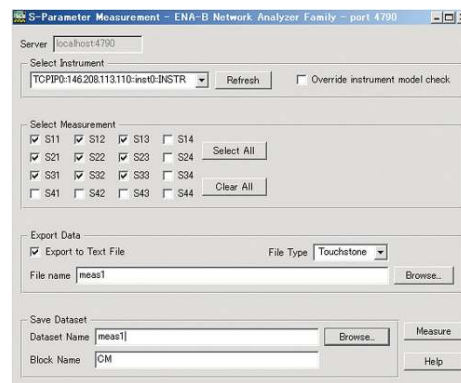 S-Parameter Measurement - ENA-B Network Analyzer Family - port 4790
Server localhost:4790
Select Instrument
TCPIP0::146.208.113.110::inst0::INSTR Refresh Override instrument model check
Select Measurement
S11 S12 S13 S14
S21 S22 S23 S24 Select All
S31 S32 S33 S34
S41 S42 S43 S44 Clear All
Export Data
Export to Text File File Type Touchstone
File name meas1 Browse...
Save Dataset
Dataset Name meas1 Browse... Measure
Block Name CM Help